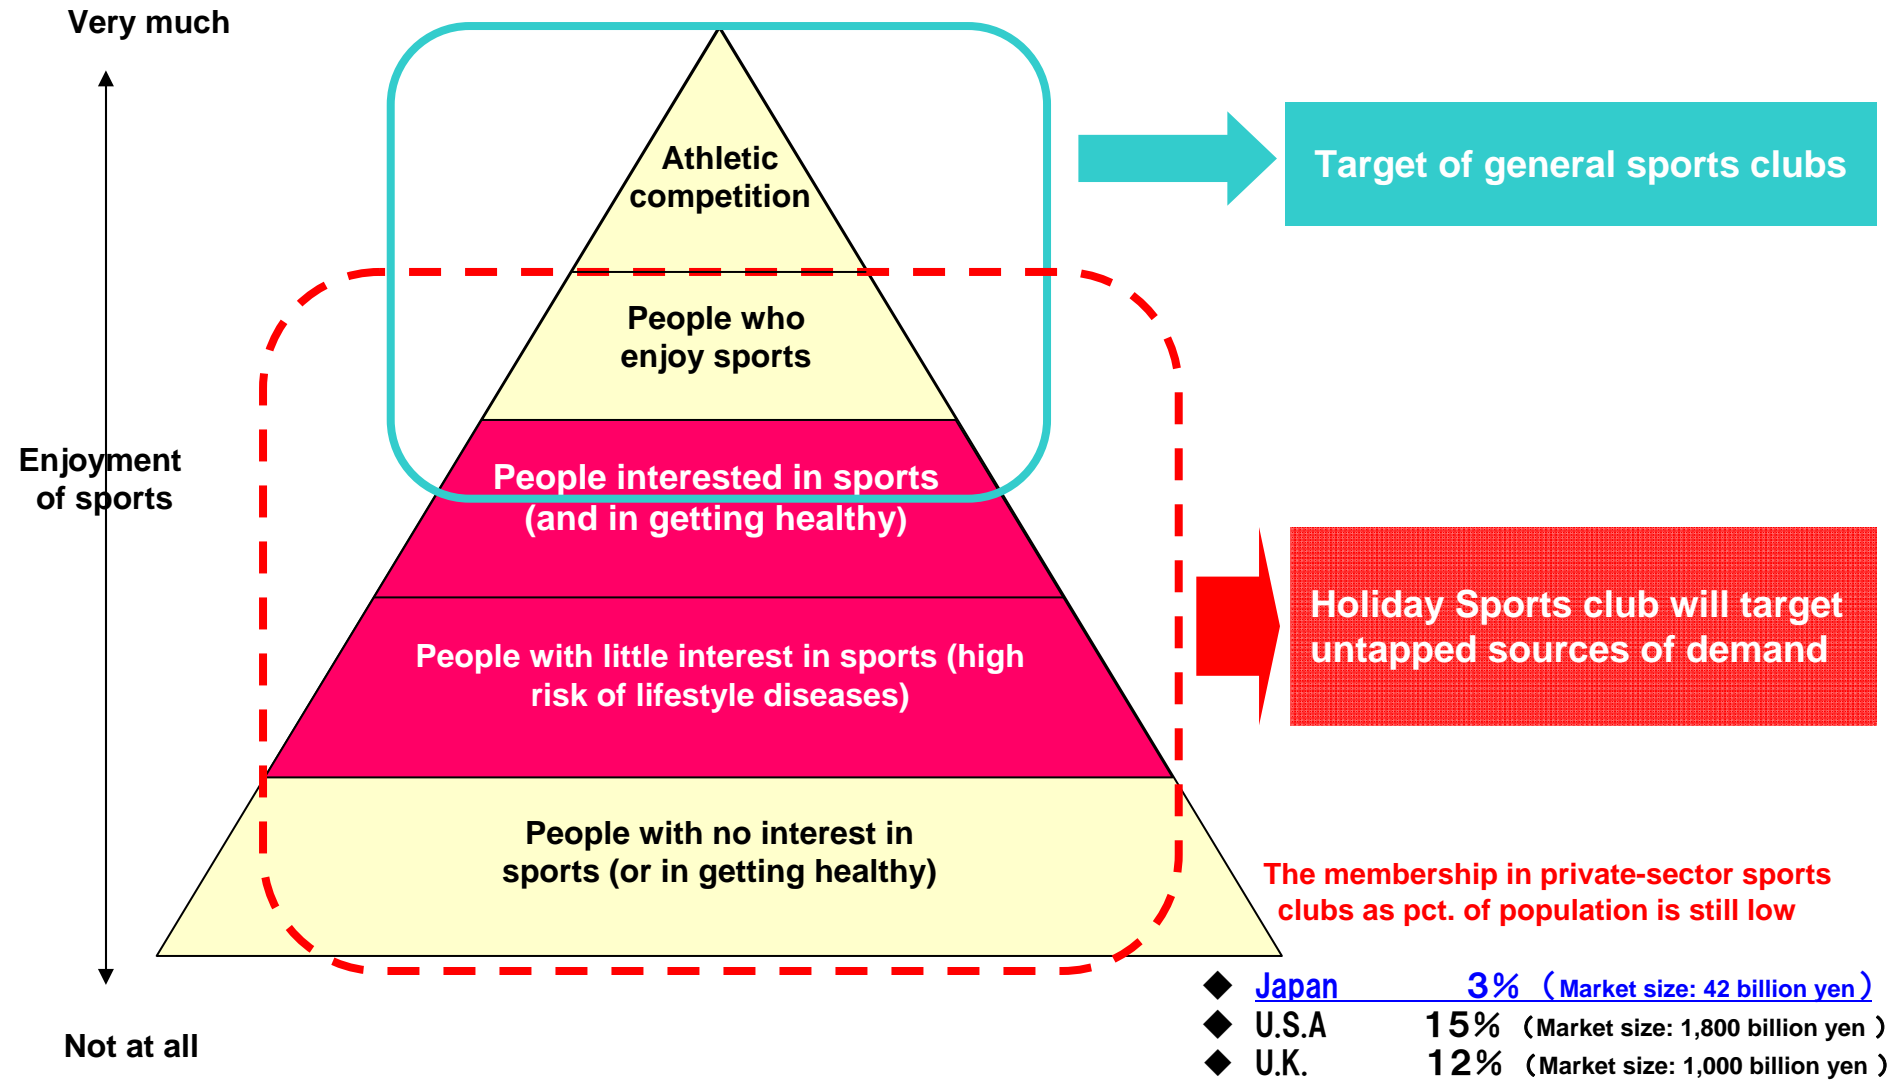 Very much
Athletic
competition
Target of general sports clubs
People who
enjoy sports
Enjoyment
of sports
People interested in sports
(and in getting healthy)
Holiday Sports club will target
untapped sources of demand
People with little interest in sports (high
risk of lifestyle diseases)
People with no interest in
sports (or in getting healthy)
The membership in private-sector sports
clubs as pct. of population is still low
◆ Japan 3% (Market size: 42 billion yen)
◆ U.S.A 15% (Market size: 1,800 billion yen )
◆ U.K. 12% (Market size: 1,000 billion yen )
Not at all